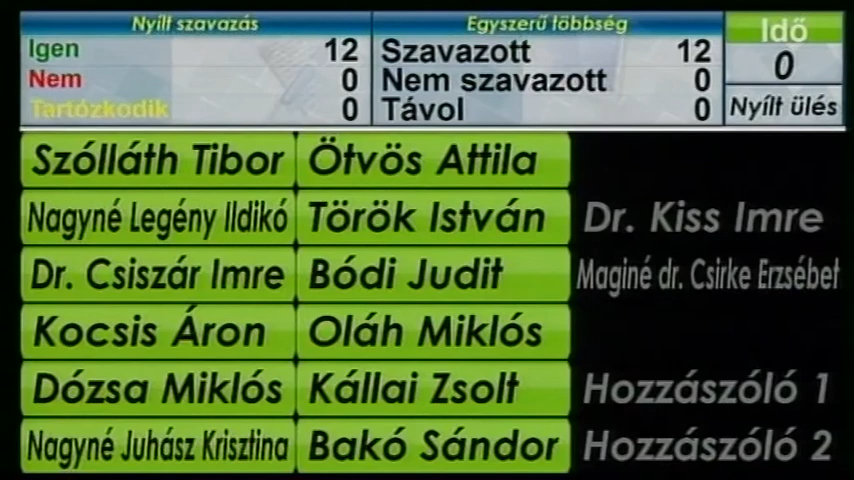 Nyílt szavazás
Egyszerű többség
Idő
Igen 12
Szavazott 12
0
Nem 0
Nem szavazott 0
Tartózkodik 0
Távol 0
Nyílt ülés
Szólláth Tibor
Ötvös Attila
Nagyné Legény Ildikó
Török István
Dr. Kiss Imre
Dr. Csiszár Imre
Bódi Judit
Maginé dr. Csirke Erzsébet
Kocsis Áron
Oláh Miklós
Dózsa Miklós
Kállai Zsolt
Hozzászóló 1
Nagyné Juhász Krisztina
Bakó Sándor
Hozzászóló 2